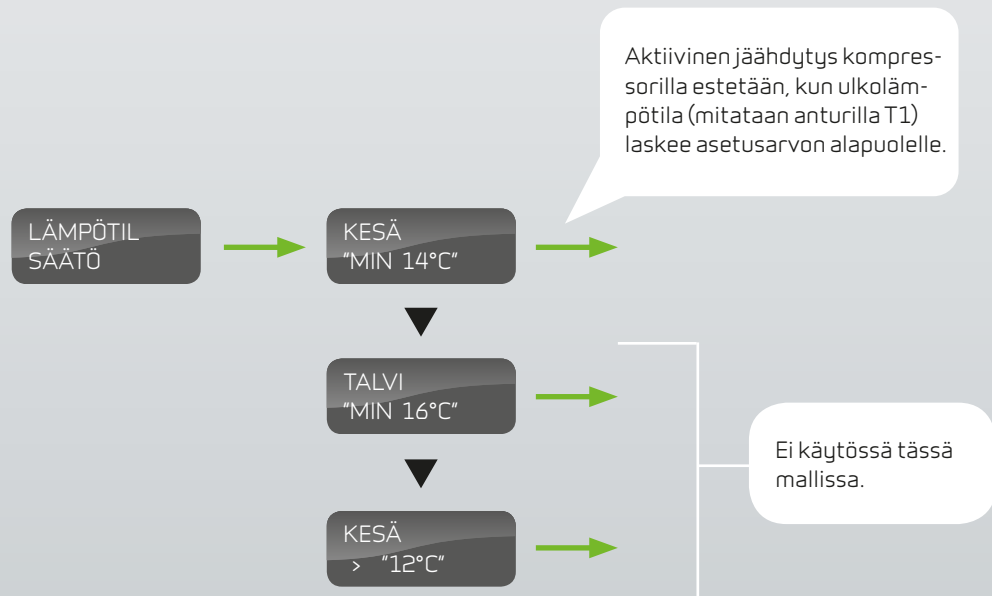 Aktiivinen jäähdytys kompres-
sorilla estetään, kun ulkoläm-
pötila (mitataan anturilla T1)
laskee asetusarvon alapuolelle.
LÄMPÖTIL
SÄÄTÖ
KESÄ
"MIN 14°C"
TALVI
"MIN 16°C"
Ei käytössä tässä
mallissa.
KESÄ
> "12°C"